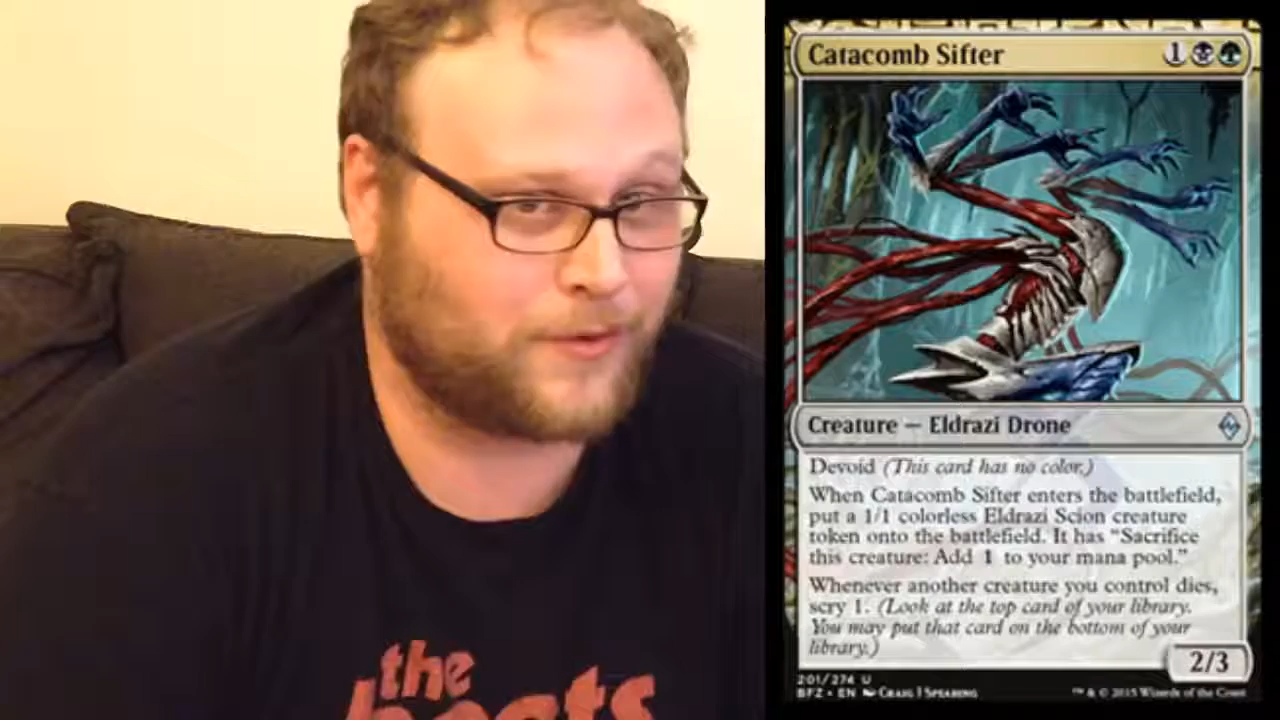 Catacomb Sifter 1
Creature — Eldrazi Drone
Devoid (This card has no color.)
When Catacomb Sifter enters the battlefield,
put a 1/1 colorless Eldrazi Scion creature
token onto the battlefield. It has “Sacrifice
this creature: Add 1 to your mana pool.”
Whenever another creature you control dies,
scry 1. (Look at the top card of your library.
You may put that card on the bottom of your
library.)
2/3
201/274 U
BFZ • EN Craig J Spearing
™ & © 2015 Wizards of the Coast
the
beets